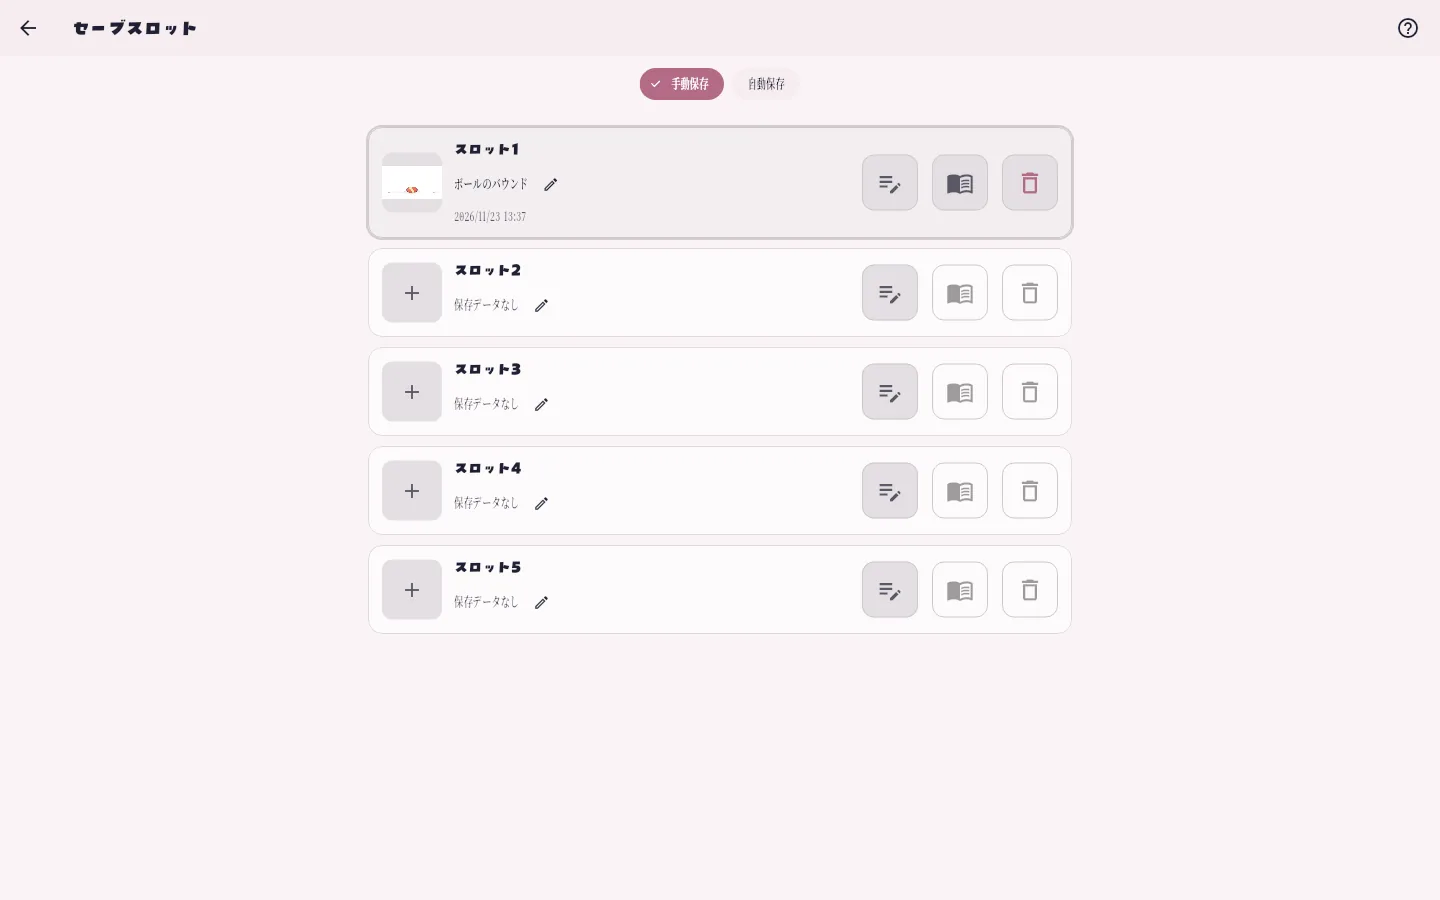 セーブスロット
手動保存
自動保存
スロット1
ボールのバウンド
2026/11/23 13:37
スロット2
保存データなし
スロット3
保存データなし
スロット4
保存データなし
スロット5
保存データなし